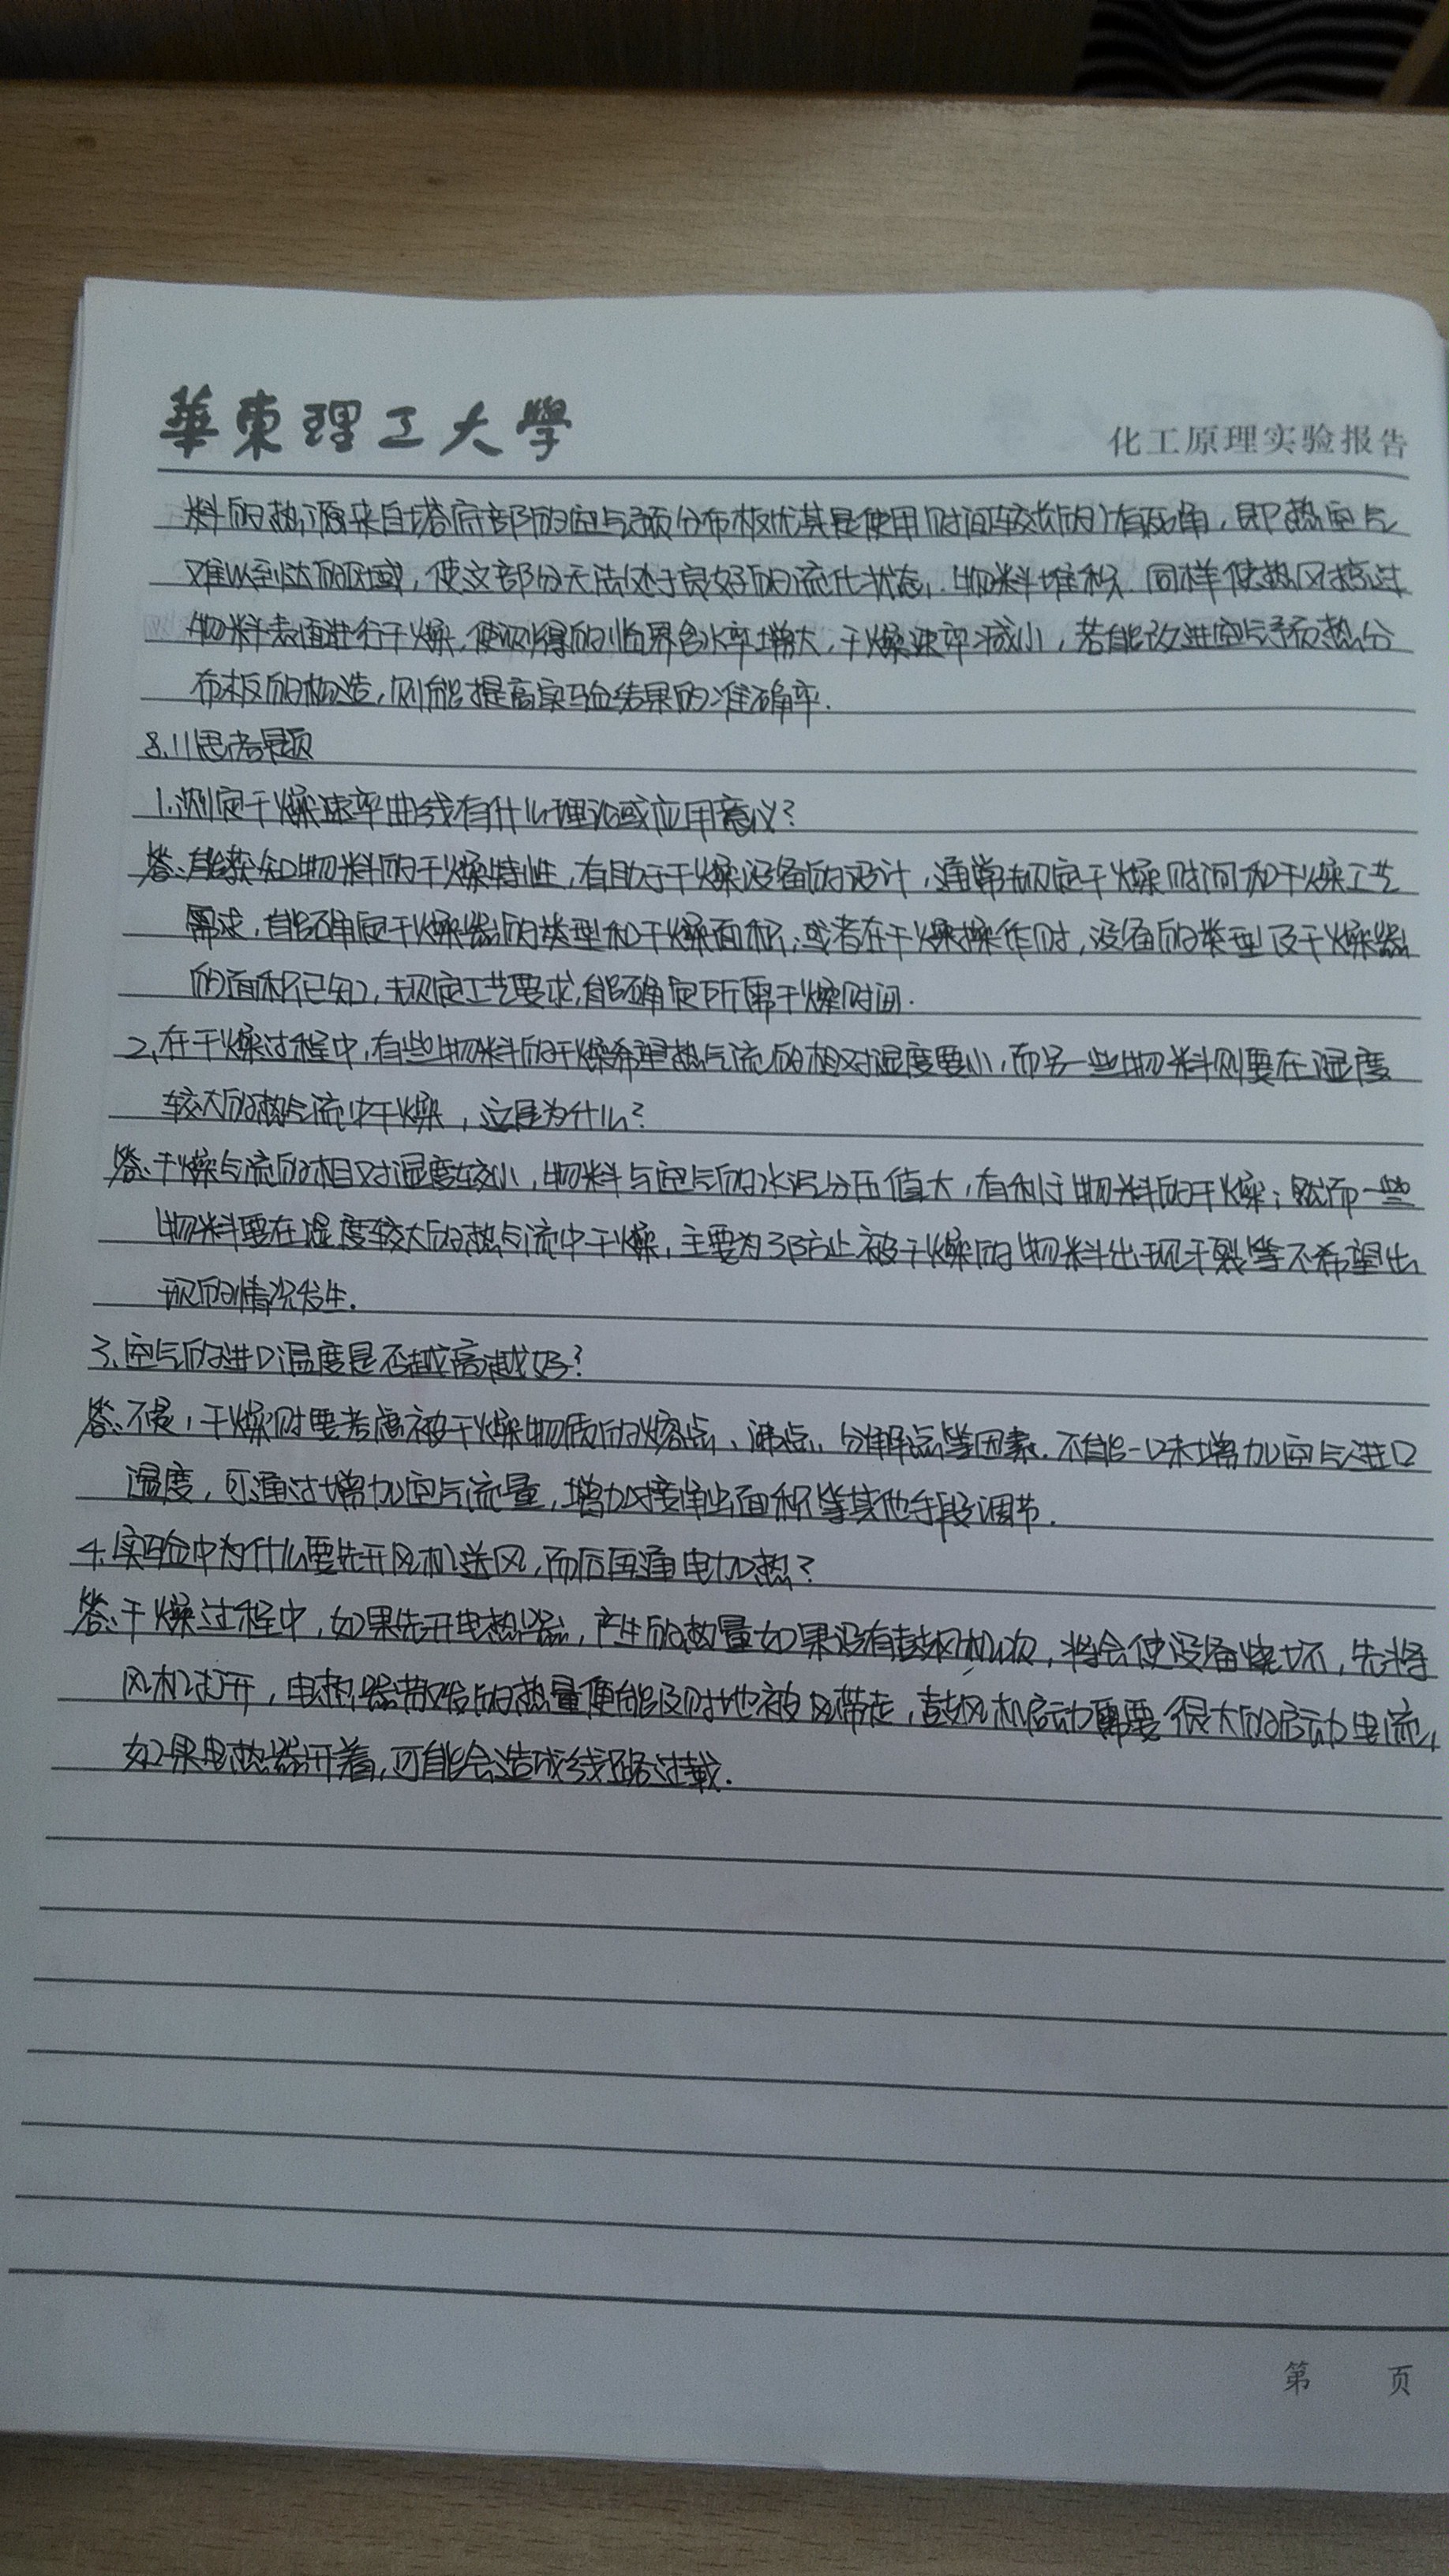 華東理工大學
化工原理实验报告
料的热源来自塔底部的空气预分布板(尤其是使用时间较长的)有死角,即热空气
难以到达的区域,使这部分无法处于良好的流化状态,物料堆积.同样使热风掠过
物料表面进行干燥,使测得的临界含水率增大,干燥速率减小,若能改进空气预热分
布板的构造,则能提高实验结果的准确率.
8.11思考题
1.测定干燥速率曲线有什么理论或应用意义?
答:能获知物料的干燥特性,有助于干燥设备的设计,通常规定干燥时间和干燥工艺
需求,能确定干燥器的类型和干燥面积,或者在干燥操作时,设备的类型及干燥器
的面积已知,规定工艺要求,能确定所需干燥时间.
2.在干燥过程中,有些物料的干燥希望热气流的相对湿度要小,而另一些物料则要在湿度
较大的热气流中干燥,这是为什么?
答:干燥气流的相对湿度较小,物料与空气的水汽分压值大,有利于物料的干燥;然而一些
物料要在湿度较大的热气流中干燥,主要为了防止被干燥的物料出现干裂等不希望出
现的情况发生.
3.空气的进口温度是否越高越好?
答:不是,干燥时要考虑被干燥物质的熔点、沸点、分解点等因素.不能一味增加空气进口
温度,可通过增加空气流量,增加接触面积等其他手段调节.
4.实验中为什么要先开风机送风,而后再通电加热?
答:干燥过程中,如果先开电热器,产生的热量如果没有鼓风机吹,将会使设备烧坏,先将
风机打开,电热器散发的热量便能及时地被风带走,鼓风机启动需要很大的启动电流,
如果电热器开着,可能会造成线路过载.
第 页